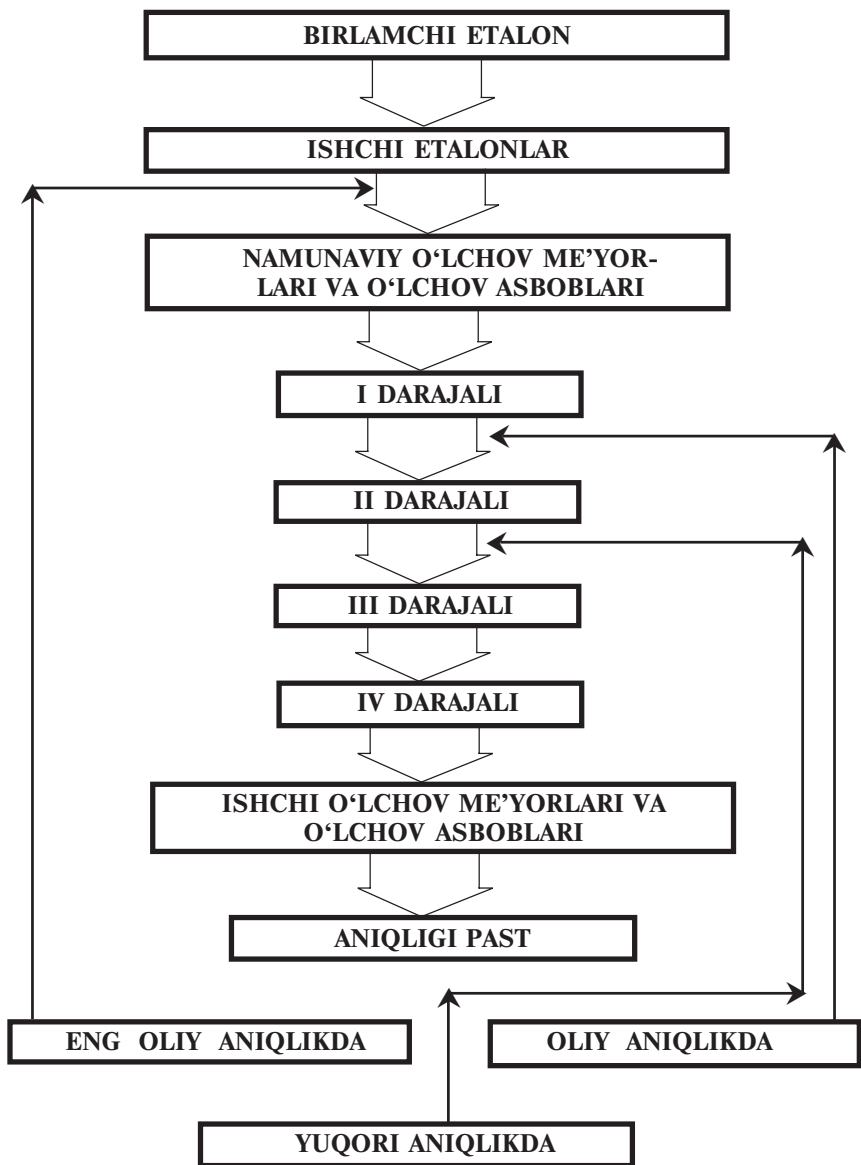 BIRLAMCHI ETALON
ISHCHI ETALONLAR
NAMUNAVIY O‘LCHOV ME’YOR-
LARI VA O‘LCHOV ASBOBLARI
I DARAJALI
II DARAJALI
III DARAJALI
IV DARAJALI
ISHCHI O‘LCHOV ME’YORLARI VA
O‘LCHOV ASBOBLARI
ANIQLIGI PAST
ENG OLIY ANIQLIKDA
OLIY ANIQLIKDA
YUQORI ANIQLIKDA